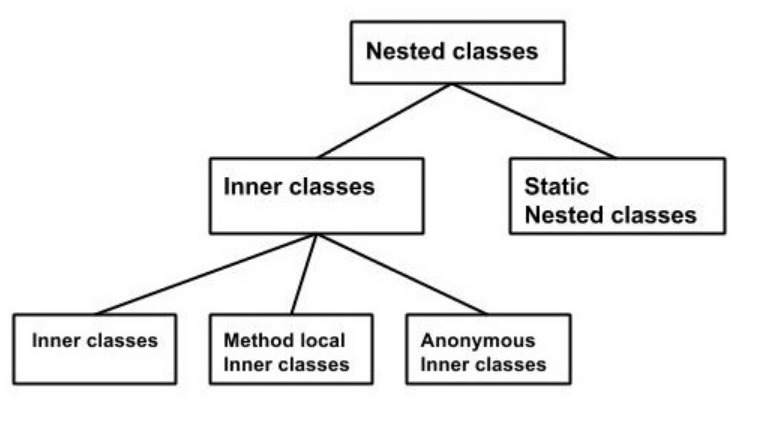 Nested classes
Inner classes
Static
Nested classes
Inner classes
Method local
Inner classes
Anonymous
Inner classes